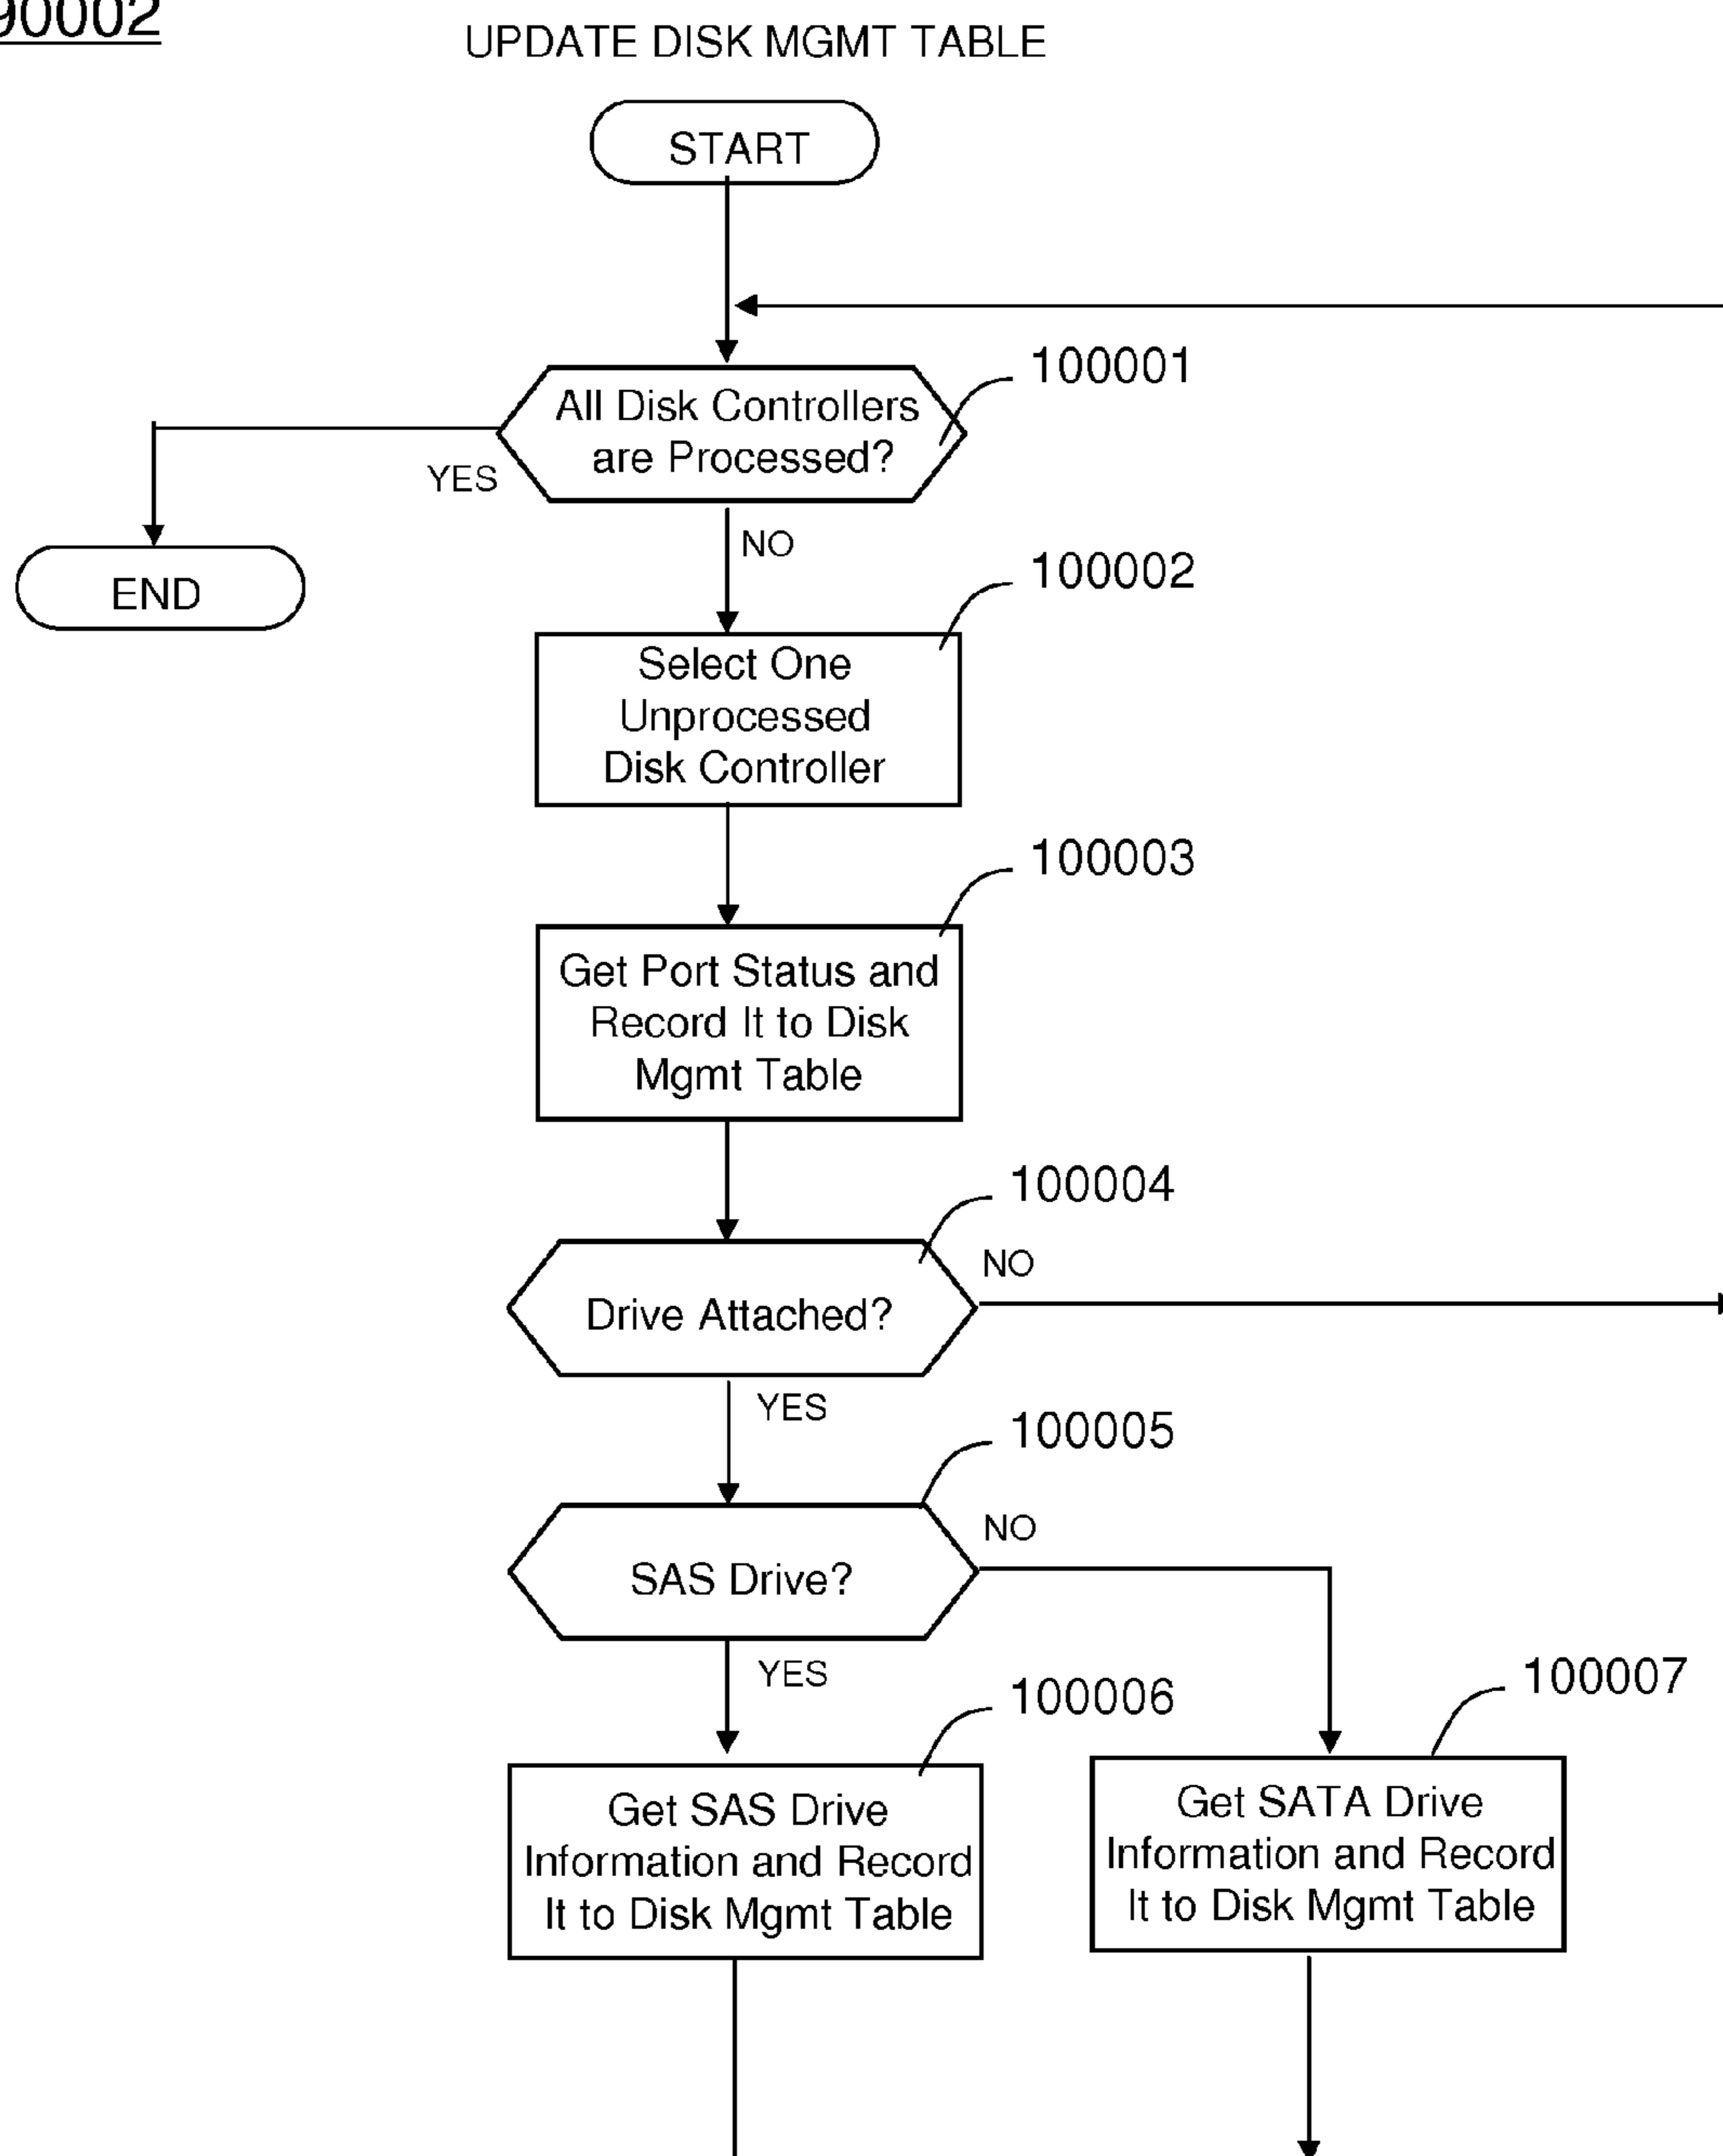 90002
UPDATE DISK MGMT TABLE
START
100001
All Disk Controllers
are Processed?
YES
NO
END
100002
Select One
Unprocessed
Disk Controller
100003
Get Port Status and
Record It to Disk
Mgmt Table
100004
NO
Drive Attached?
YES
100005
NO
SAS Drive?
YES
100006
100007
Get SAS Drive
Information and Record
It to Disk Mgmt Table
Get SATA Drive
Information and Record
It to Disk Mgmt Table